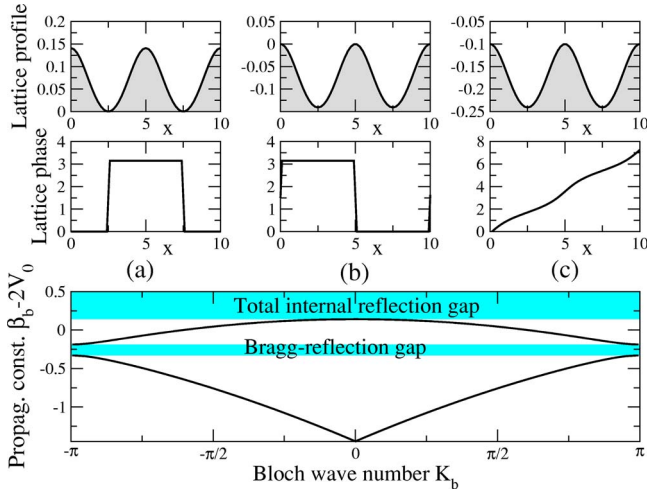 Lattice profile
0.2
0.15
0.1
0.05
0
0 5 10
x
0.05
0
-0.05
-0.1
0 5 10
x
-0.05
-0.1
-0.15
-0.2
-0.25
0 5 10
x
Lattice phase
4
3
2
1
0
0 5 10
x
4
3
2
1
0
0 5 10
x
8
6
4
2
0
0 5 10
x
(a) (b) (c)
Propag. const. β_b-2V_0
0.5
0
-0.5
-1
Total internal reflection gap
Bragg-reflection gap
-π -π/2 0 π/2 π
Bloch wave number K_b